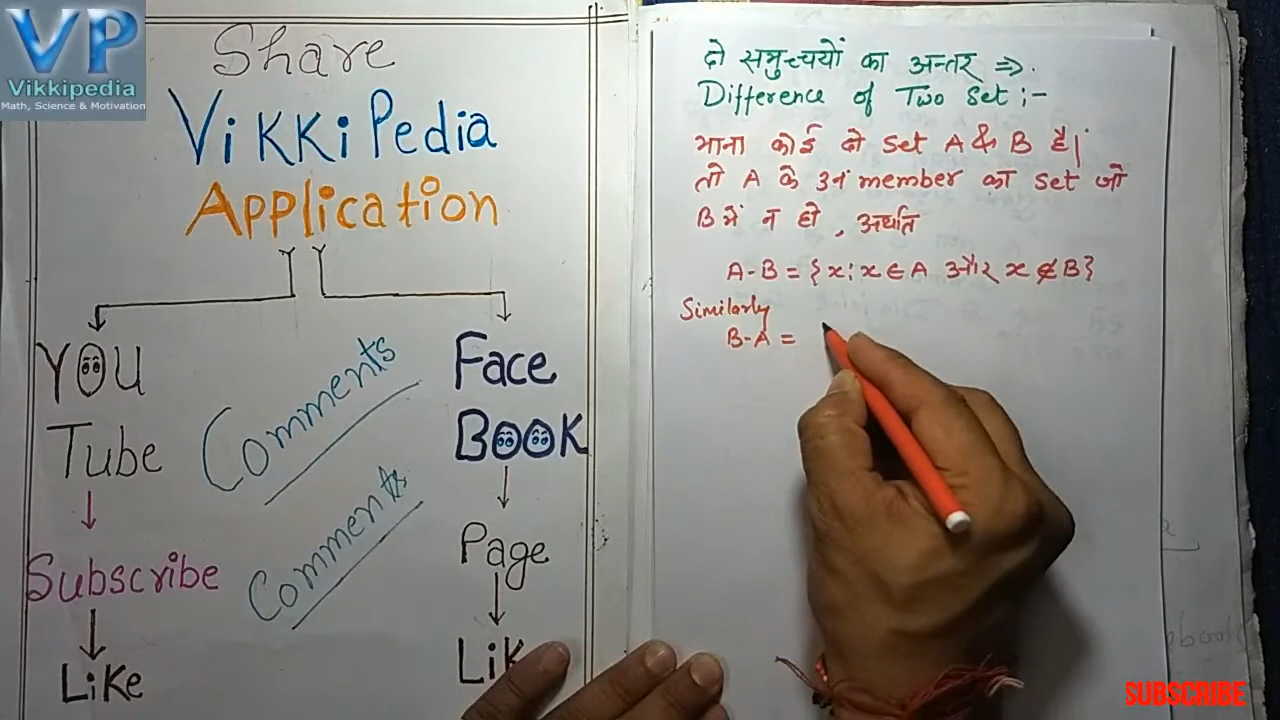 VP
Vikkipedia
Math, Science & Motivation
Share
VikkiPedia
Application
YOU
Tube
Subscribe
Like
Comments
Comments
Face
BOOK
Page
Lik
दो समुच्चयों का अन्तर ⇒.
Difference of Two Set :-
माना कोई दो Set A & B है|
तो A के उन member का Set जो
B में न हो , अर्थात
A-B = {x : x ∈ A और x ∉ B}
Similarly
B-A =
SUBSCRIBE